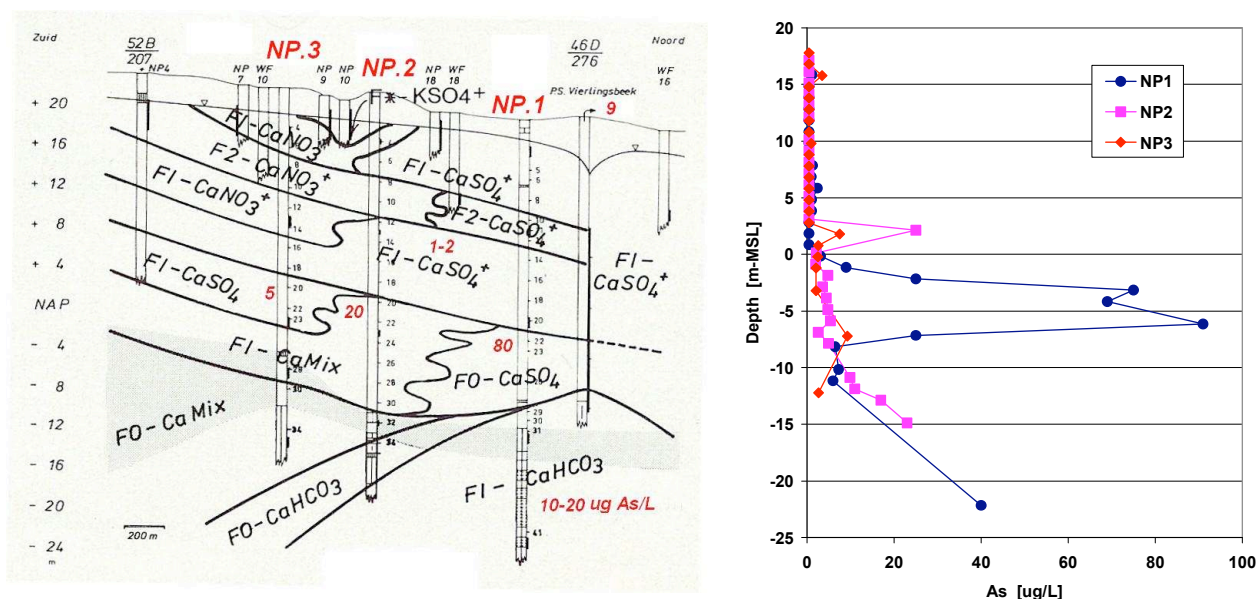 Zuid
52B
207
NP4
NP.3
NP
7
WF
10
NP
9
NP
10
NP.2
F*-KSO4+
NP
18
WF
18
NP.1
46D
276
P.S. Vierlingsbeek
9
Noord
WF
16
+ 20
+ 16
+ 12
+ 8
+ 4
NAP
- 4
- 8
- 12
- 16
- 20
- 24
m
F1-CaNO3
F2-CaNO3+
F1-CaNO3+
F1-CaSO4
F1-CaMix
F0-CaMix
F0-CaHCO3
F1-CaSO4+
F2-CaSO4+
1-2
F1-CaSO4+
F1-
CaSO4+
5
20
80
F0-CaSO4
F1-CaHCO3
10-20 ug As/L
200 m
20
15
10
5
0
-5
-10
-15
-20
-25
Depth [m-MSL]
0
20
40
60
80
100
As [ug/L]
NP1
NP2
NP3